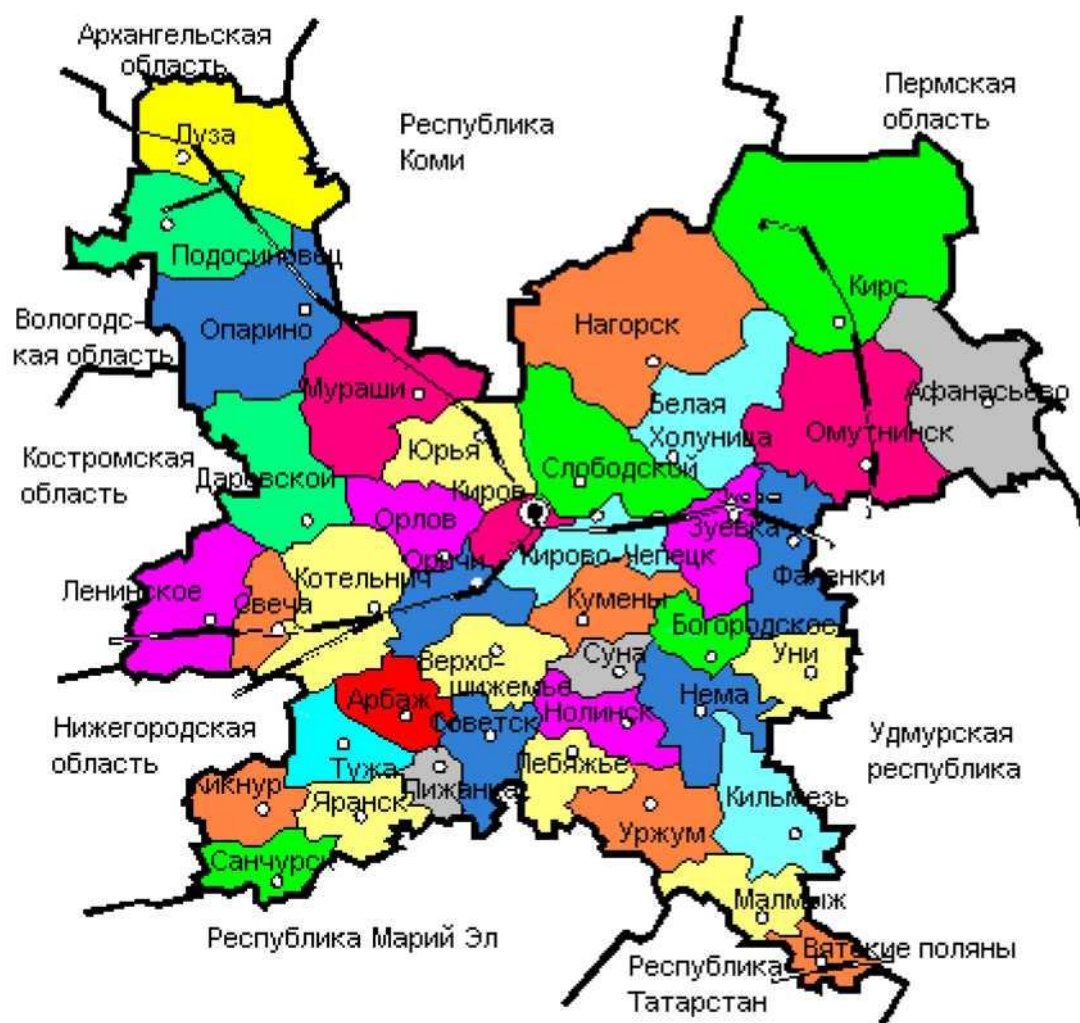 Архангельская
область
Пермская
область
Республика
Коми
Луза
Подосиновец
Кирс
Вологодс-
кая область
Опарино
Нагорск
Мураши
Белая
Холуница
Афанасьево
Омутнинск
Юрья
Костромская
область
Даровской
Слободской
Киров
Орлов
Зуевка
Оричи
Кирово-Чепецк
Фаленки
Ленинское
Котельнич
Свеча
Кумены
Богородское
Суна
Уни
Верхо-
шижемье
Арбаж
Нема
Советск
Нолинск
Нижегородская
область
Удмурская
республика
Тужа
Лебяжье
Кикнур
Яранск
Пижанка
Кильмезь
Уржум
Санчурск
Малмыж
Республика Марий Эл
Вятские поляны
Республика
Татарстан